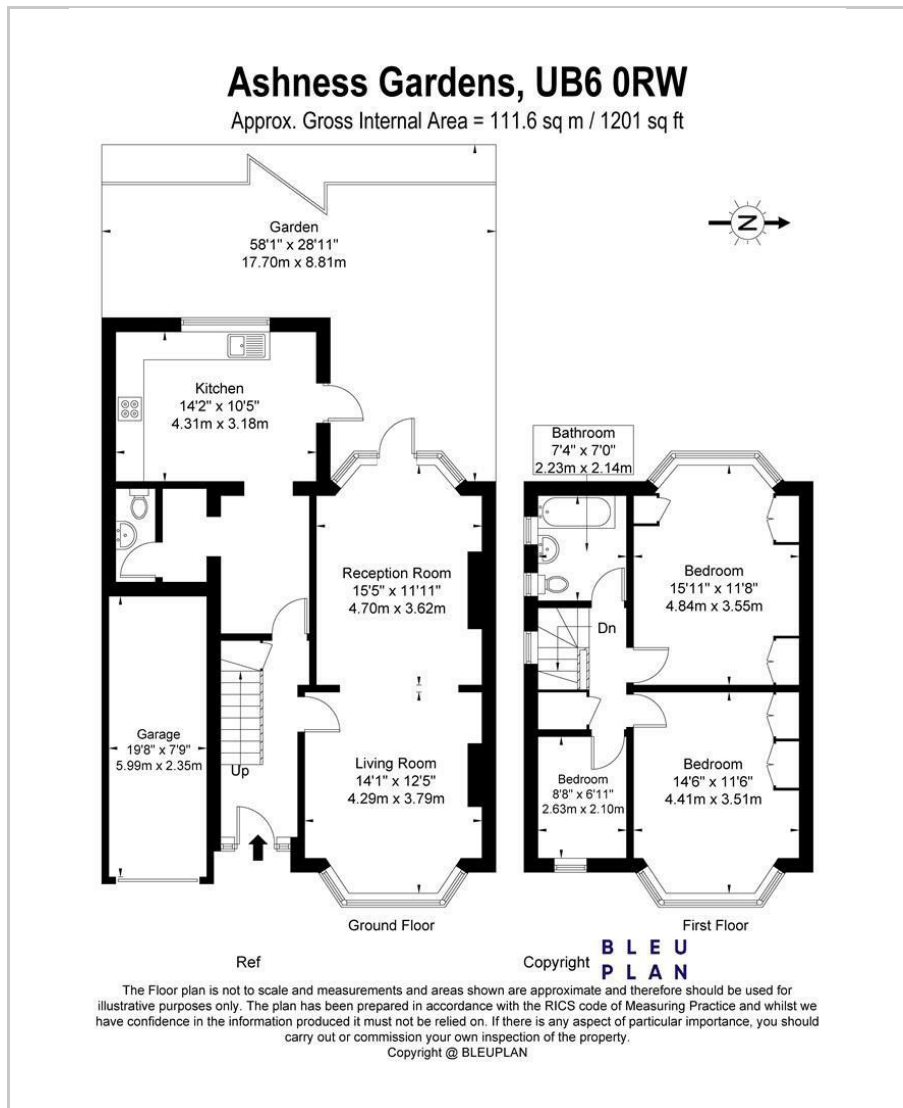 Ashness Gardens, UB6 0RW
Approx. Gross Internal Area = 111.6 sq m / 1201 sq ft
Garden
58'1" x 28'11"
17.70m x 8.81m
N
Kitchen
14'2" x 10'5"
4.31m x 3.18m
Bathroom
7'4" x 7'0"
2.23m x 2.14m
Reception Room
15'5" x 11'11"
4.70m x 3.62m
Bedroom
15'11" x 11'8"
4.84m x 3.55m
Dn
Garage
19'8" x 7'9"
5.99m x 2.35m
Up
Living Room
14'1" x 12'5"
4.29m x 3.79m
Bedroom
8'8" x 6'11"
2.63m x 2.10m
Bedroom
14'6" x 11'6"
4.41m x 3.51m
Ground Floor
First Floor
Ref
Copyright
BLEU
PLAN
The Floor plan is not to scale and measurements and areas shown are approximate and therefore should be used for
illustrative purposes only. The plan has been prepared in accordance with the RICS code of Measuring Practice and whilst we
have confidence in the information produced it must not be relied on. If there is any aspect of particular importance, you should
carry out or commission your own inspection of the property.
Copyright @ BLEUPLAN